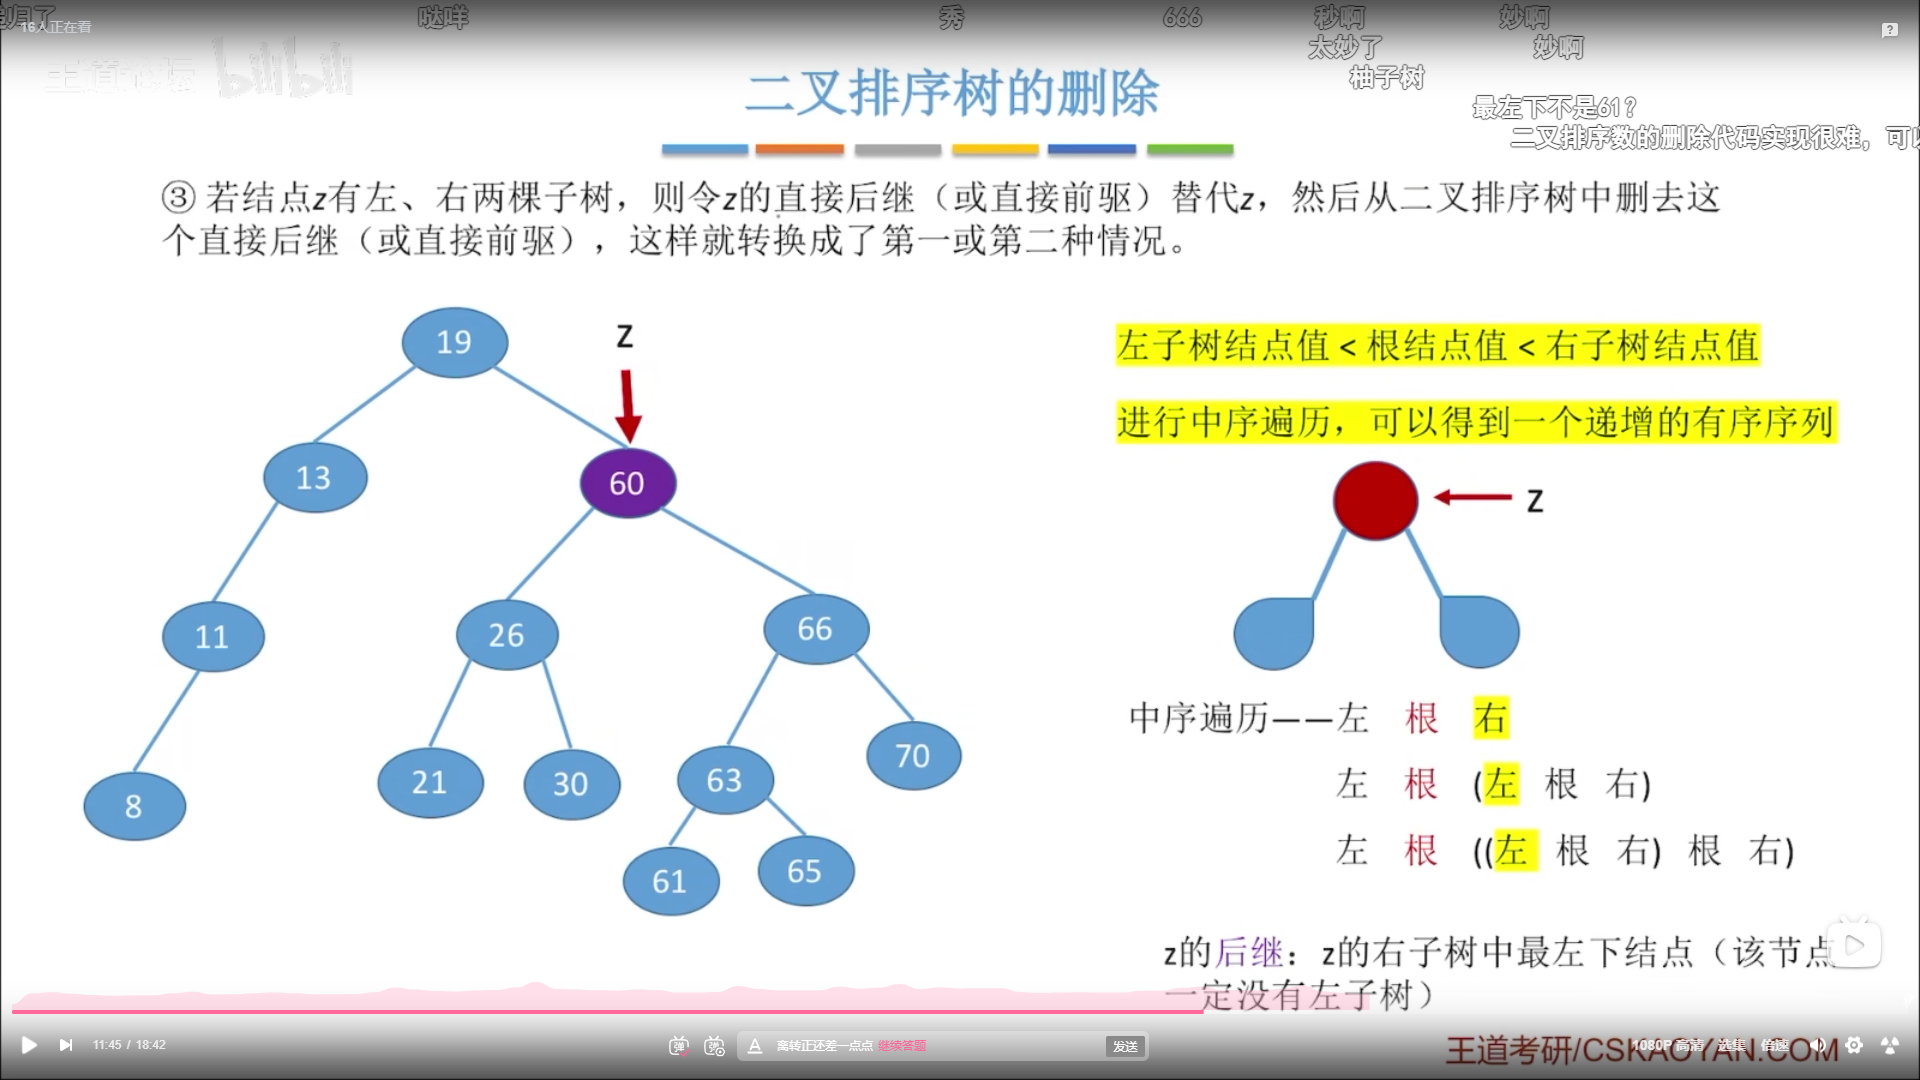 16人正在看
哒咩
秀
666
秒啊
妙啊
太妙了
妙啊
柚子树
王道论坛 bilibili
最左下不是61？
二叉排序数的删除代码实现很难，可以
二叉排序树的删除
③ 若结点z有左、右两棵子树，则令z的直接后继（或直接前驱）替代z，然后从二叉排序树中删去这
个直接后继（或直接前驱），这样就转换成了第一或第二种情况。
19
z
13
60
11
26
66
8
21
30
63
70
61
65
左子树结点值 < 根结点值 < 右子树结点值
进行中序遍历，可以得到一个递增的有序序列
z
中序遍历——左 根 右
左 根 (左 根 右)
左 根 ((左 根 右) 根 右)
z的后继：z的右子树中最左下结点（该节点
一定没有左子树）
11:45 / 18:42
弹
弹
A
离转正还差一点点 继续答题
发送
1080P 高清
选集
倍速
王道考研/CSKAOYAN.COM